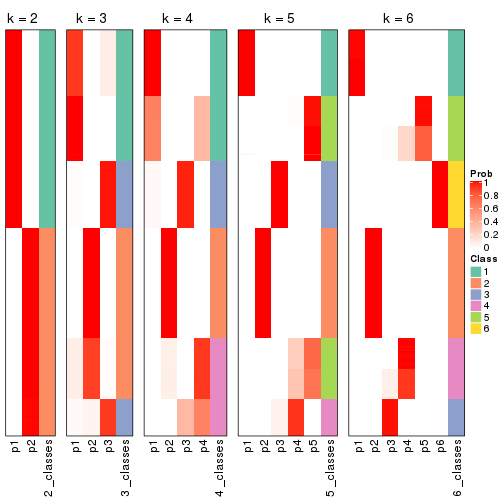 k = 2
k = 3
k = 4
k = 5
k = 6
Prob
1
0.8
0.6
0.4
0.2
0
Class
1
2
3
4
5
6
p1
p2
2_classes
p1
p2
p3
3_classes
p1
p2
p3
p4
4_classes
p1
p2
p3
p4
p5
5_classes
p1
p2
p3
p4
p5
p6
6_classes